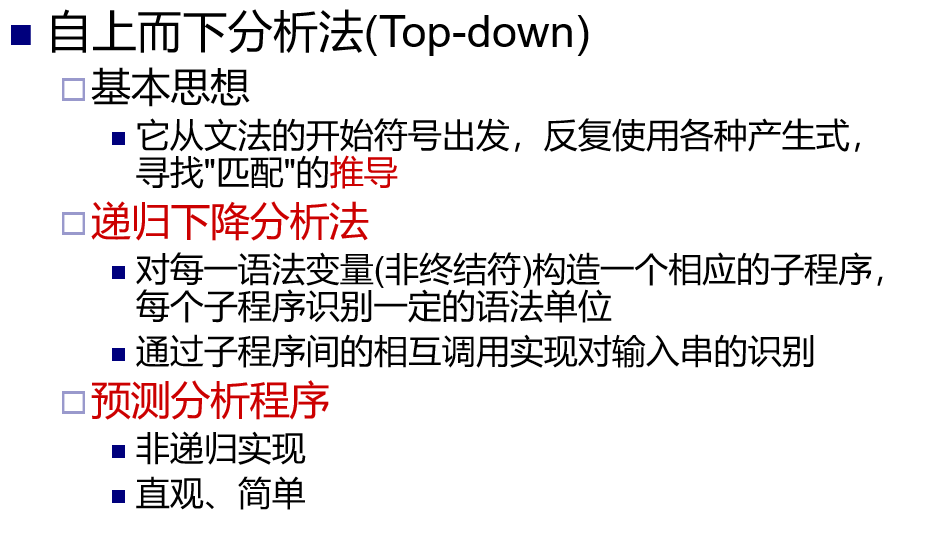 自上而下分析法(Top-down)
基本思想
它从文法的开始符号出发，反复使用各种产生式，
寻找"匹配"的推导
递归下降分析法
对每一语法变量(非终结符)构造一个相应的子程序，
每个子程序识别一定的语法单位
通过子程序间的相互调用实现对输入串的识别
预测分析程序
非递归实现
直观、简单